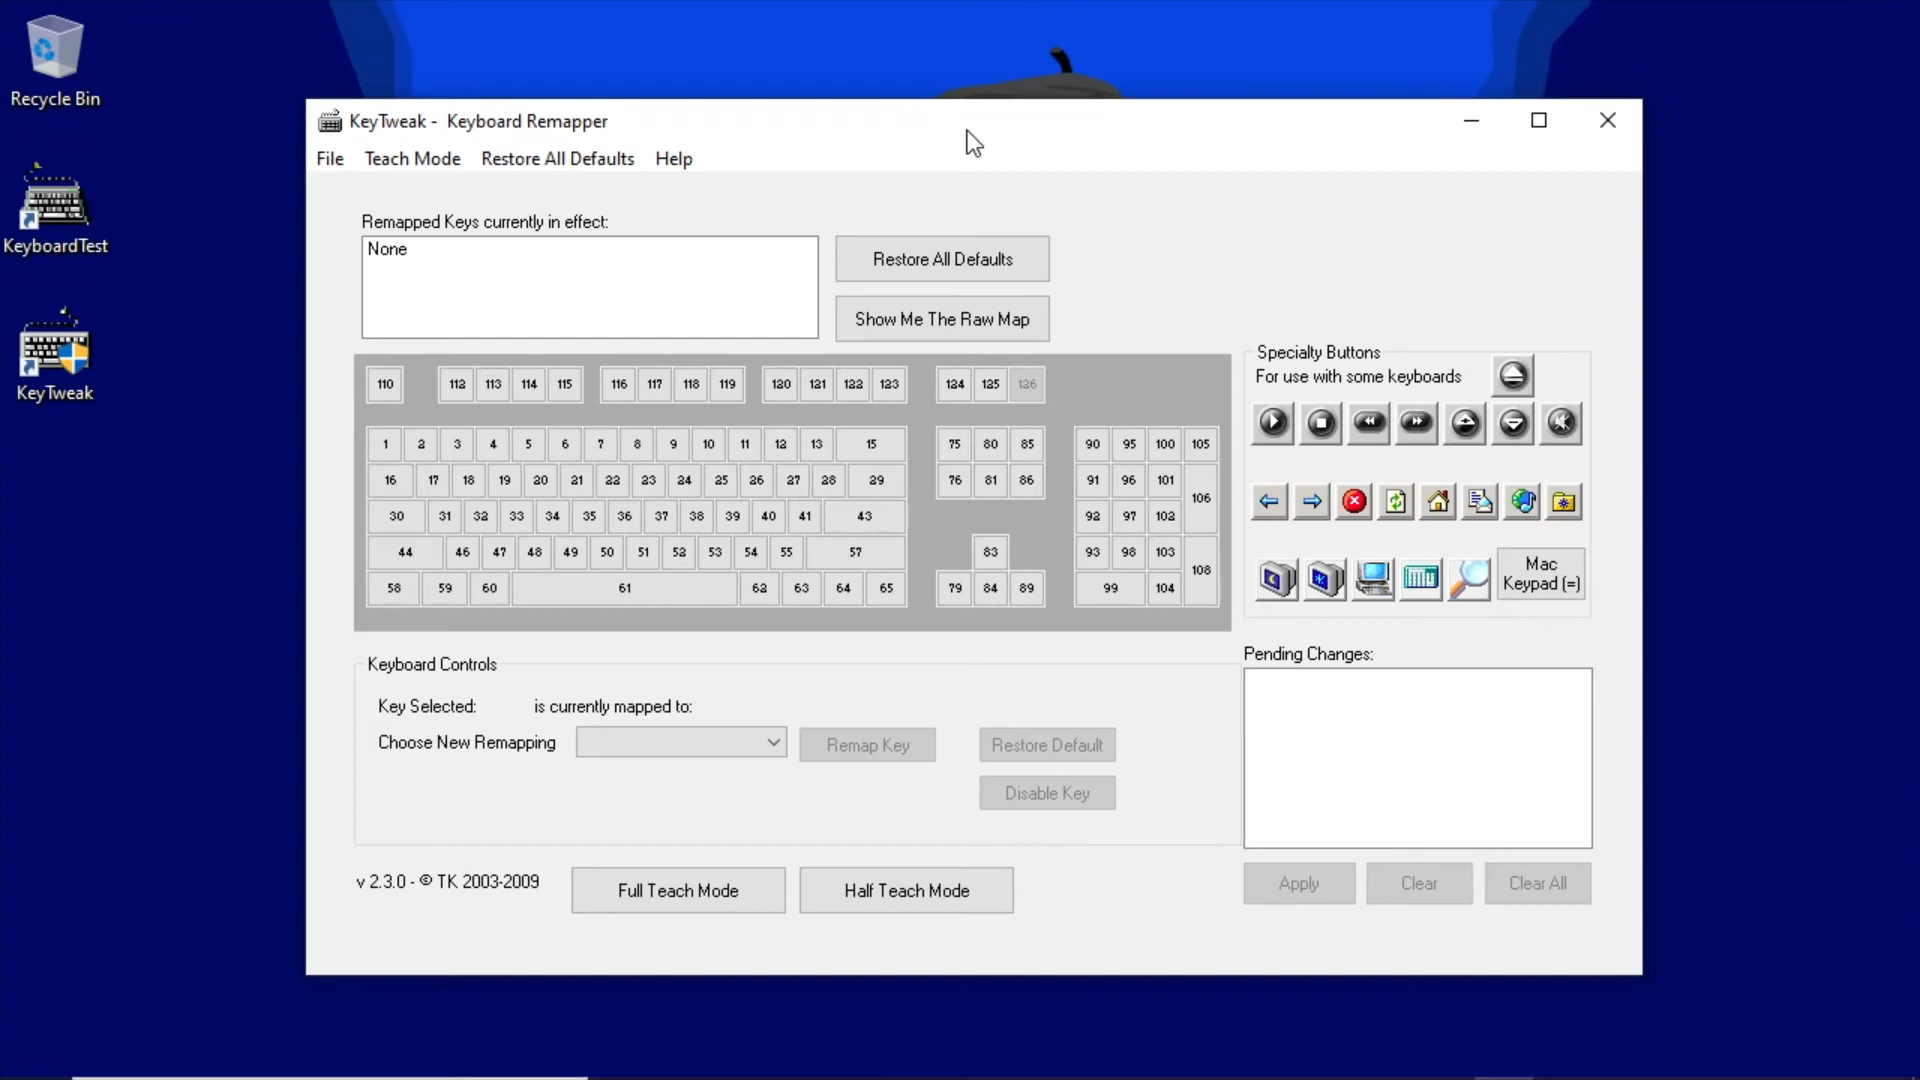 Recycle Bin
KeyboardTest
KeyTweak
KeyTweak - Keyboard Remapper
File Teach Mode Restore All Defaults Help
Remapped Keys currently in effect:
None
Restore All Defaults
Show Me The Raw Map
110 112 113 114 115 116 117 118 119 120 121 122 123 124 125 126
1 2 3 4 5 6 7 8 9 10 11 12 13 15 75 80 85 90 95 100 105
16 17 18 19 20 21 22 23 24 25 26 27 28 29 76 81 86 91 96 101 106
30 31 32 33 34 35 36 37 38 39 40 41 43 92 97 102
44 46 47 48 49 50 51 52 53 54 55 57 83 93 98 103 108
58 59 60 61 62 63 64 65 79 84 89 99 104
Specialty Buttons
For use with some keyboards
Mac
Keypad (=)
Keyboard Controls
Key Selected: is currently mapped to:
Choose New Remapping
Remap Key
Restore Default
Disable Key
Pending Changes:
v 2.3.0 - © TK 2003-2009
Full Teach Mode
Half Teach Mode
Apply
Clear
Clear All